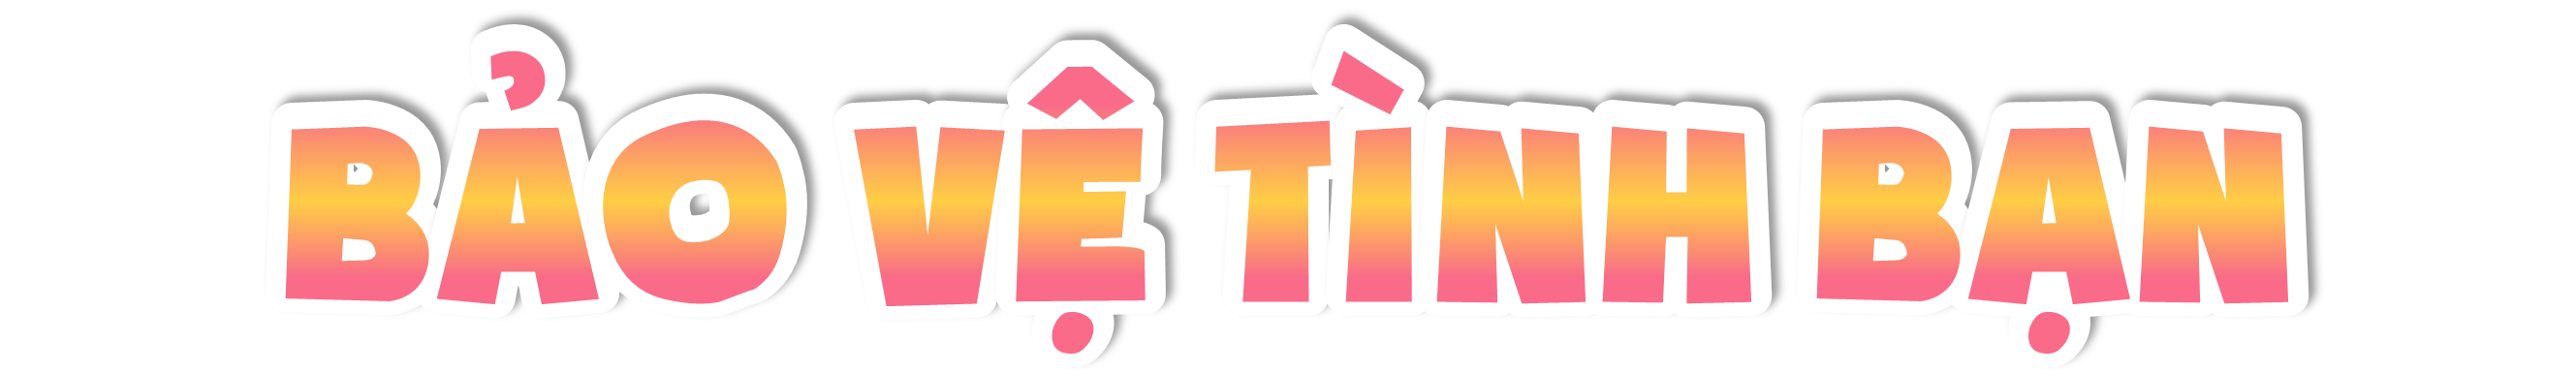 BẢO VỆ TÌNH BẠN